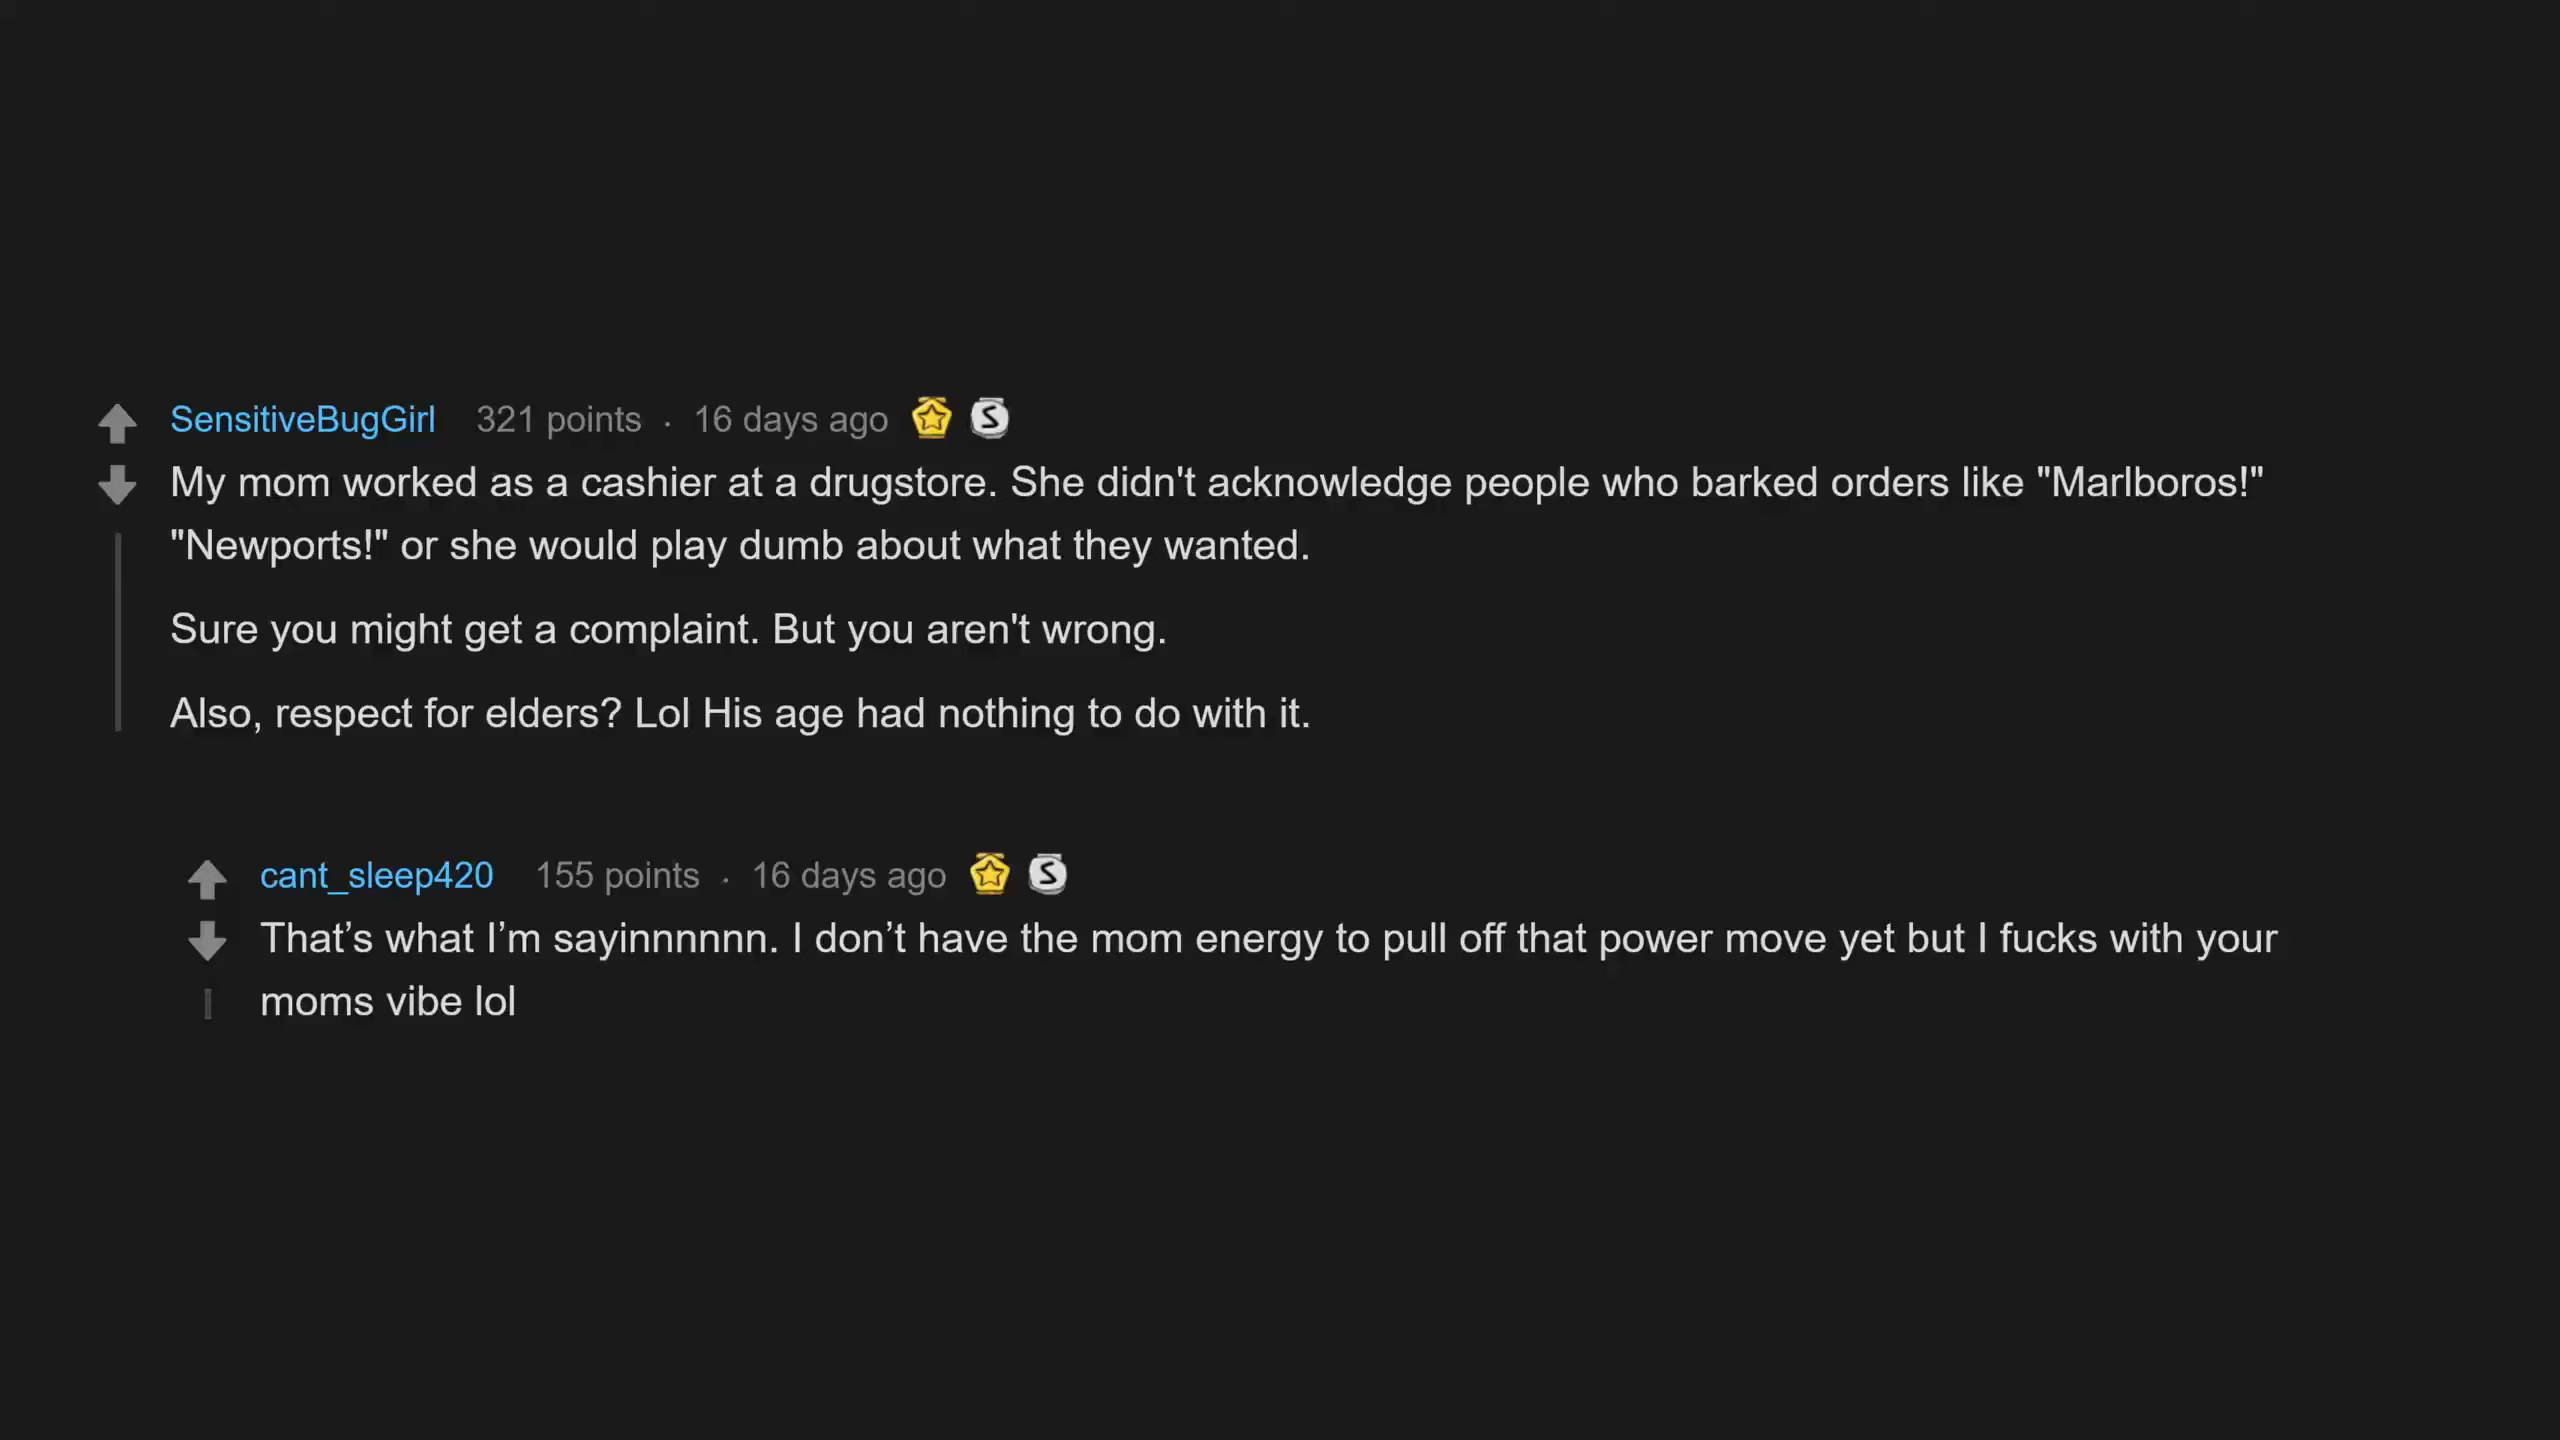 SensitiveBugGirl 321 points · 16 days ago
My mom worked as a cashier at a drugstore. She didn't acknowledge people who barked orders like "Marlboros!"
"Newports!" or she would play dumb about what they wanted.
Sure you might get a complaint. But you aren't wrong.
Also, respect for elders? Lol His age had nothing to do with it.
cant_sleep420 155 points · 16 days ago
That’s what I’m sayinnnnnn. I don’t have the mom energy to pull off that power move yet but I fucks with your
moms vibe lol